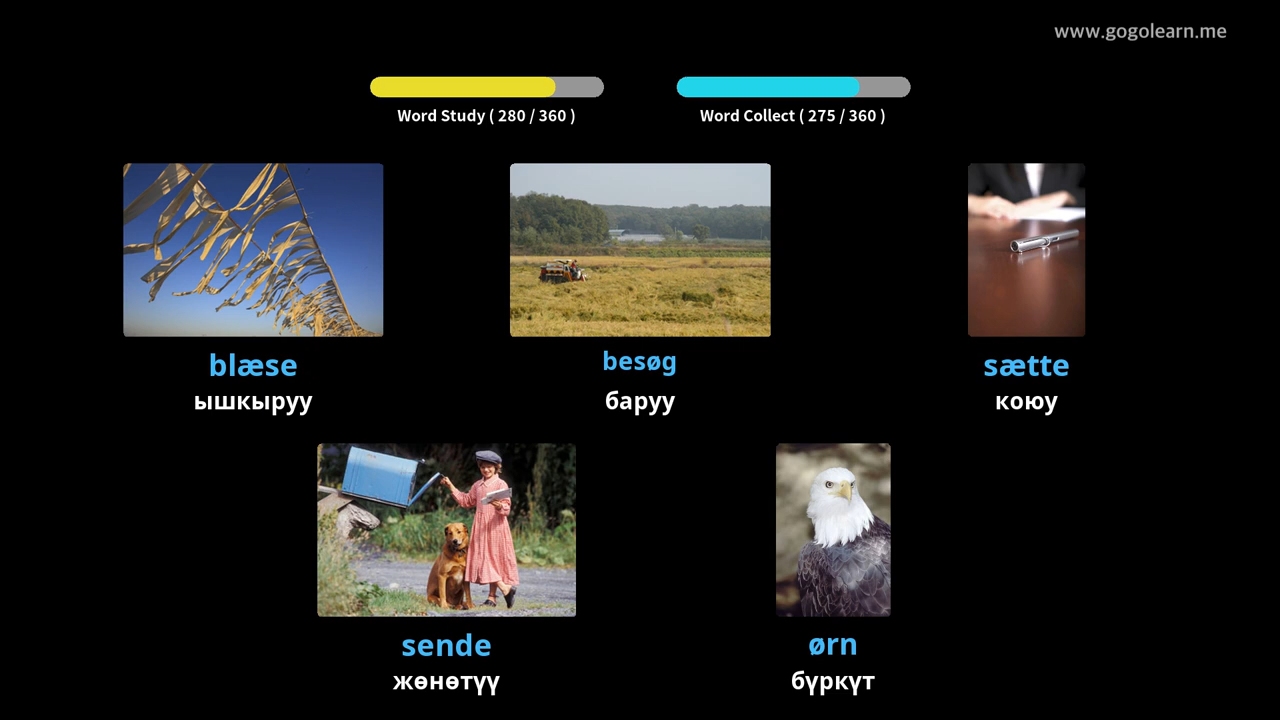 www.gogolearn.me
Word Study ( 280 / 360 )
Word Collect ( 275 / 360 )
blæse
ышкыруу
besøg
баруу
sætte
коюу
sende
жөнөтүү
ørn
бүркүт